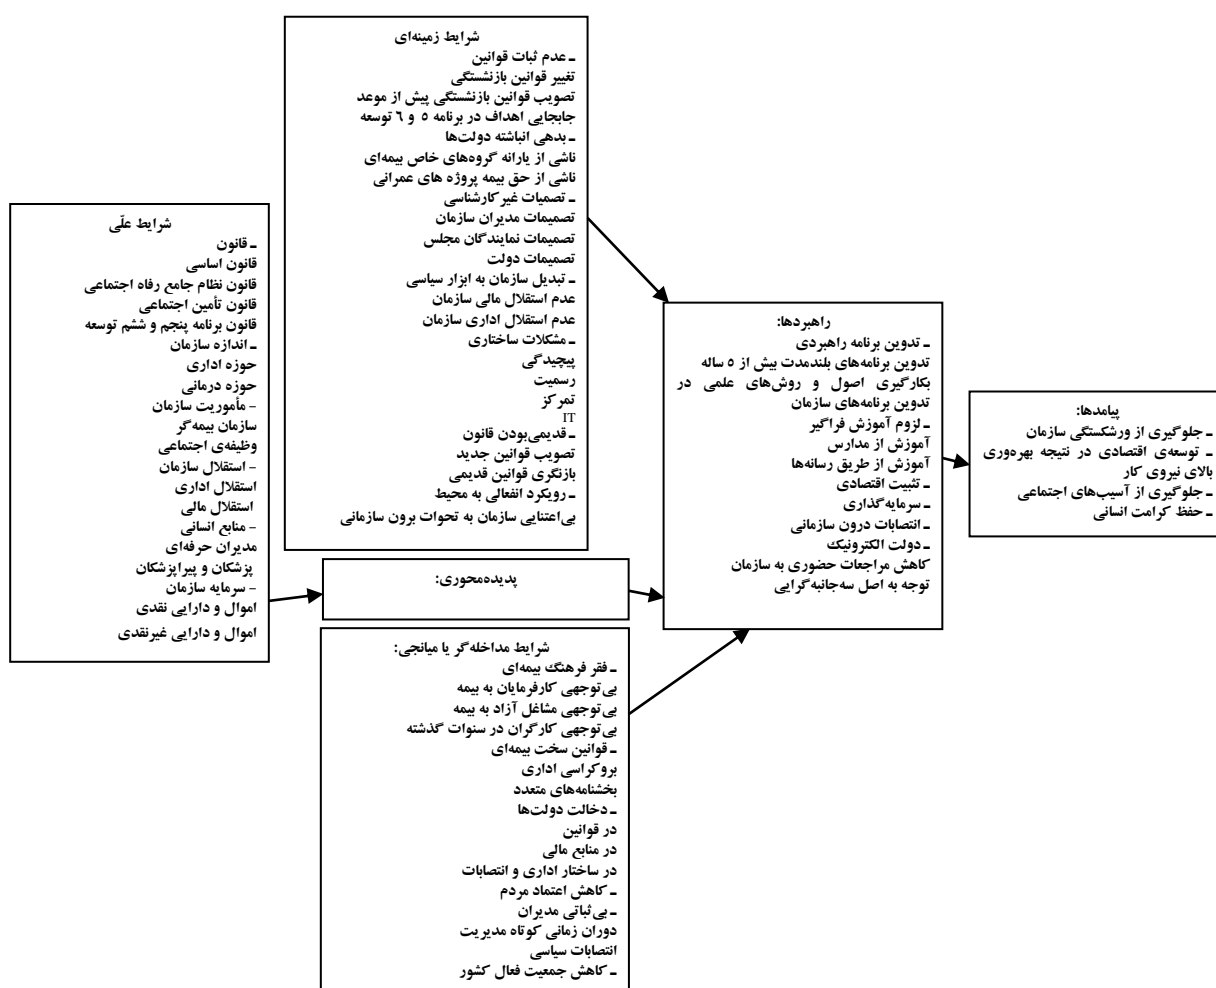 شرایط زمینه‌ای
ـ عدم ثبات قوانین
تغییر قوانین بازنشستگی
تصویب قوانین بازنشستگی پیش از موعد
جابجایی اهداف در برنامه ٥ و ٦ توسعه
ـ بدهی انباشته دولت‌ها
ناشی از یارانه گروه‌های خاص بیمه‌ای
ناشی از حق بیمه پروژه های عمرانی
ـ تصمیات غیرکارشناسی
تصمیمات مدیران سازمان
تصمیمات نمایندگان مجلس
تصمیمات دولت
ـ تبدیل سازمان به ابزار سیاسی
عدم استقلال مالی سازمان
عدم استقلال اداری سازمان
ـ مشکلات ساختاری
پیچیدگی
رسمیت
تمرکز
IT
ـ قدیمی‌بودن قانون
تصویب قوانین جدید
بازنگری قوانین قدیمی
ـ رویکرد انفعالی به محیط
بی‌اعتنایی سازمان به تحوات برون سازمانی
شرایط علّی
ـ قانون
قانون اساسی
قانون نظام جامع رفاه اجتماعی
قانون تأمین اجتماعی
قانون برنامه پنجم و ششم توسعه
ـ اندازه سازمان
حوزه اداری
حوزه درمانی
- مأموریت سازمان
سازمان بیمه‌گر
وظیفه‌ی اجتماعی
- استقلال سازمان
استقلال اداری
استقلال مالی
- منابع انسانی
مدیران حرفه‌ای
پزشکان و پیراپزشکان
- سرمایه سازمان
اموال و دارایی نقدی
اموال و دارایی غیرنقدی
پدیده‌محوری:
شرایط مداخله‌گر یا میانجی:
ـ فقر فرهنگ بیمه‌ای
بی‌توجهی کارفرمایان به بیمه
بی‌توجهی مشاغل آزاد به بیمه
بی‌توجهی کارگران در سنوات گذشته
ـ قوانین سخت بیمه‌ای
بروکراسی اداری
بخشنامه‌های متعدد
ـ دخالت دولت‌ها
در قوانین
در منابع مالی
در ساختار اداری و انتصابات
ـ کاهش اعتماد مردم
ـ بی‌ثباتی مدیران
دوران زمانی کوتاه مدیریت
انتصابات سیاسی
ـ کاهش جمعیت فعال کشور
راهبردها:
ـ تدوین برنامه راهبردی
تدوین برنامه‌های بلندمدت بیش از ٥ ساله
بکارگیری اصول و روش‌های علمی در
تدوین برنامه‌های سازمان
ـ لزوم آموزش فراگیر
آموزش از مدارس
آموزش از طریق رسانه‌ها
ـ تثبیت اقتصادی
ـ سرمایه‌گذاری
ـ انتصابات درون سازمانی
ـ دولت الکترونیک
کاهش مراجعات حضوری به سازمان
توجه به اصل سه‌جانبه‌گرایی
پیامدها:
ـ جلوگیری از ورشکستگی سازمان
ـ توسعه‌ی اقتصادی در نتیجه بهره‌وری
بالای نیروی کار
ـ جلوگیری از آسیب‌های اجتماعی
ـ حفظ کرامت انسانی